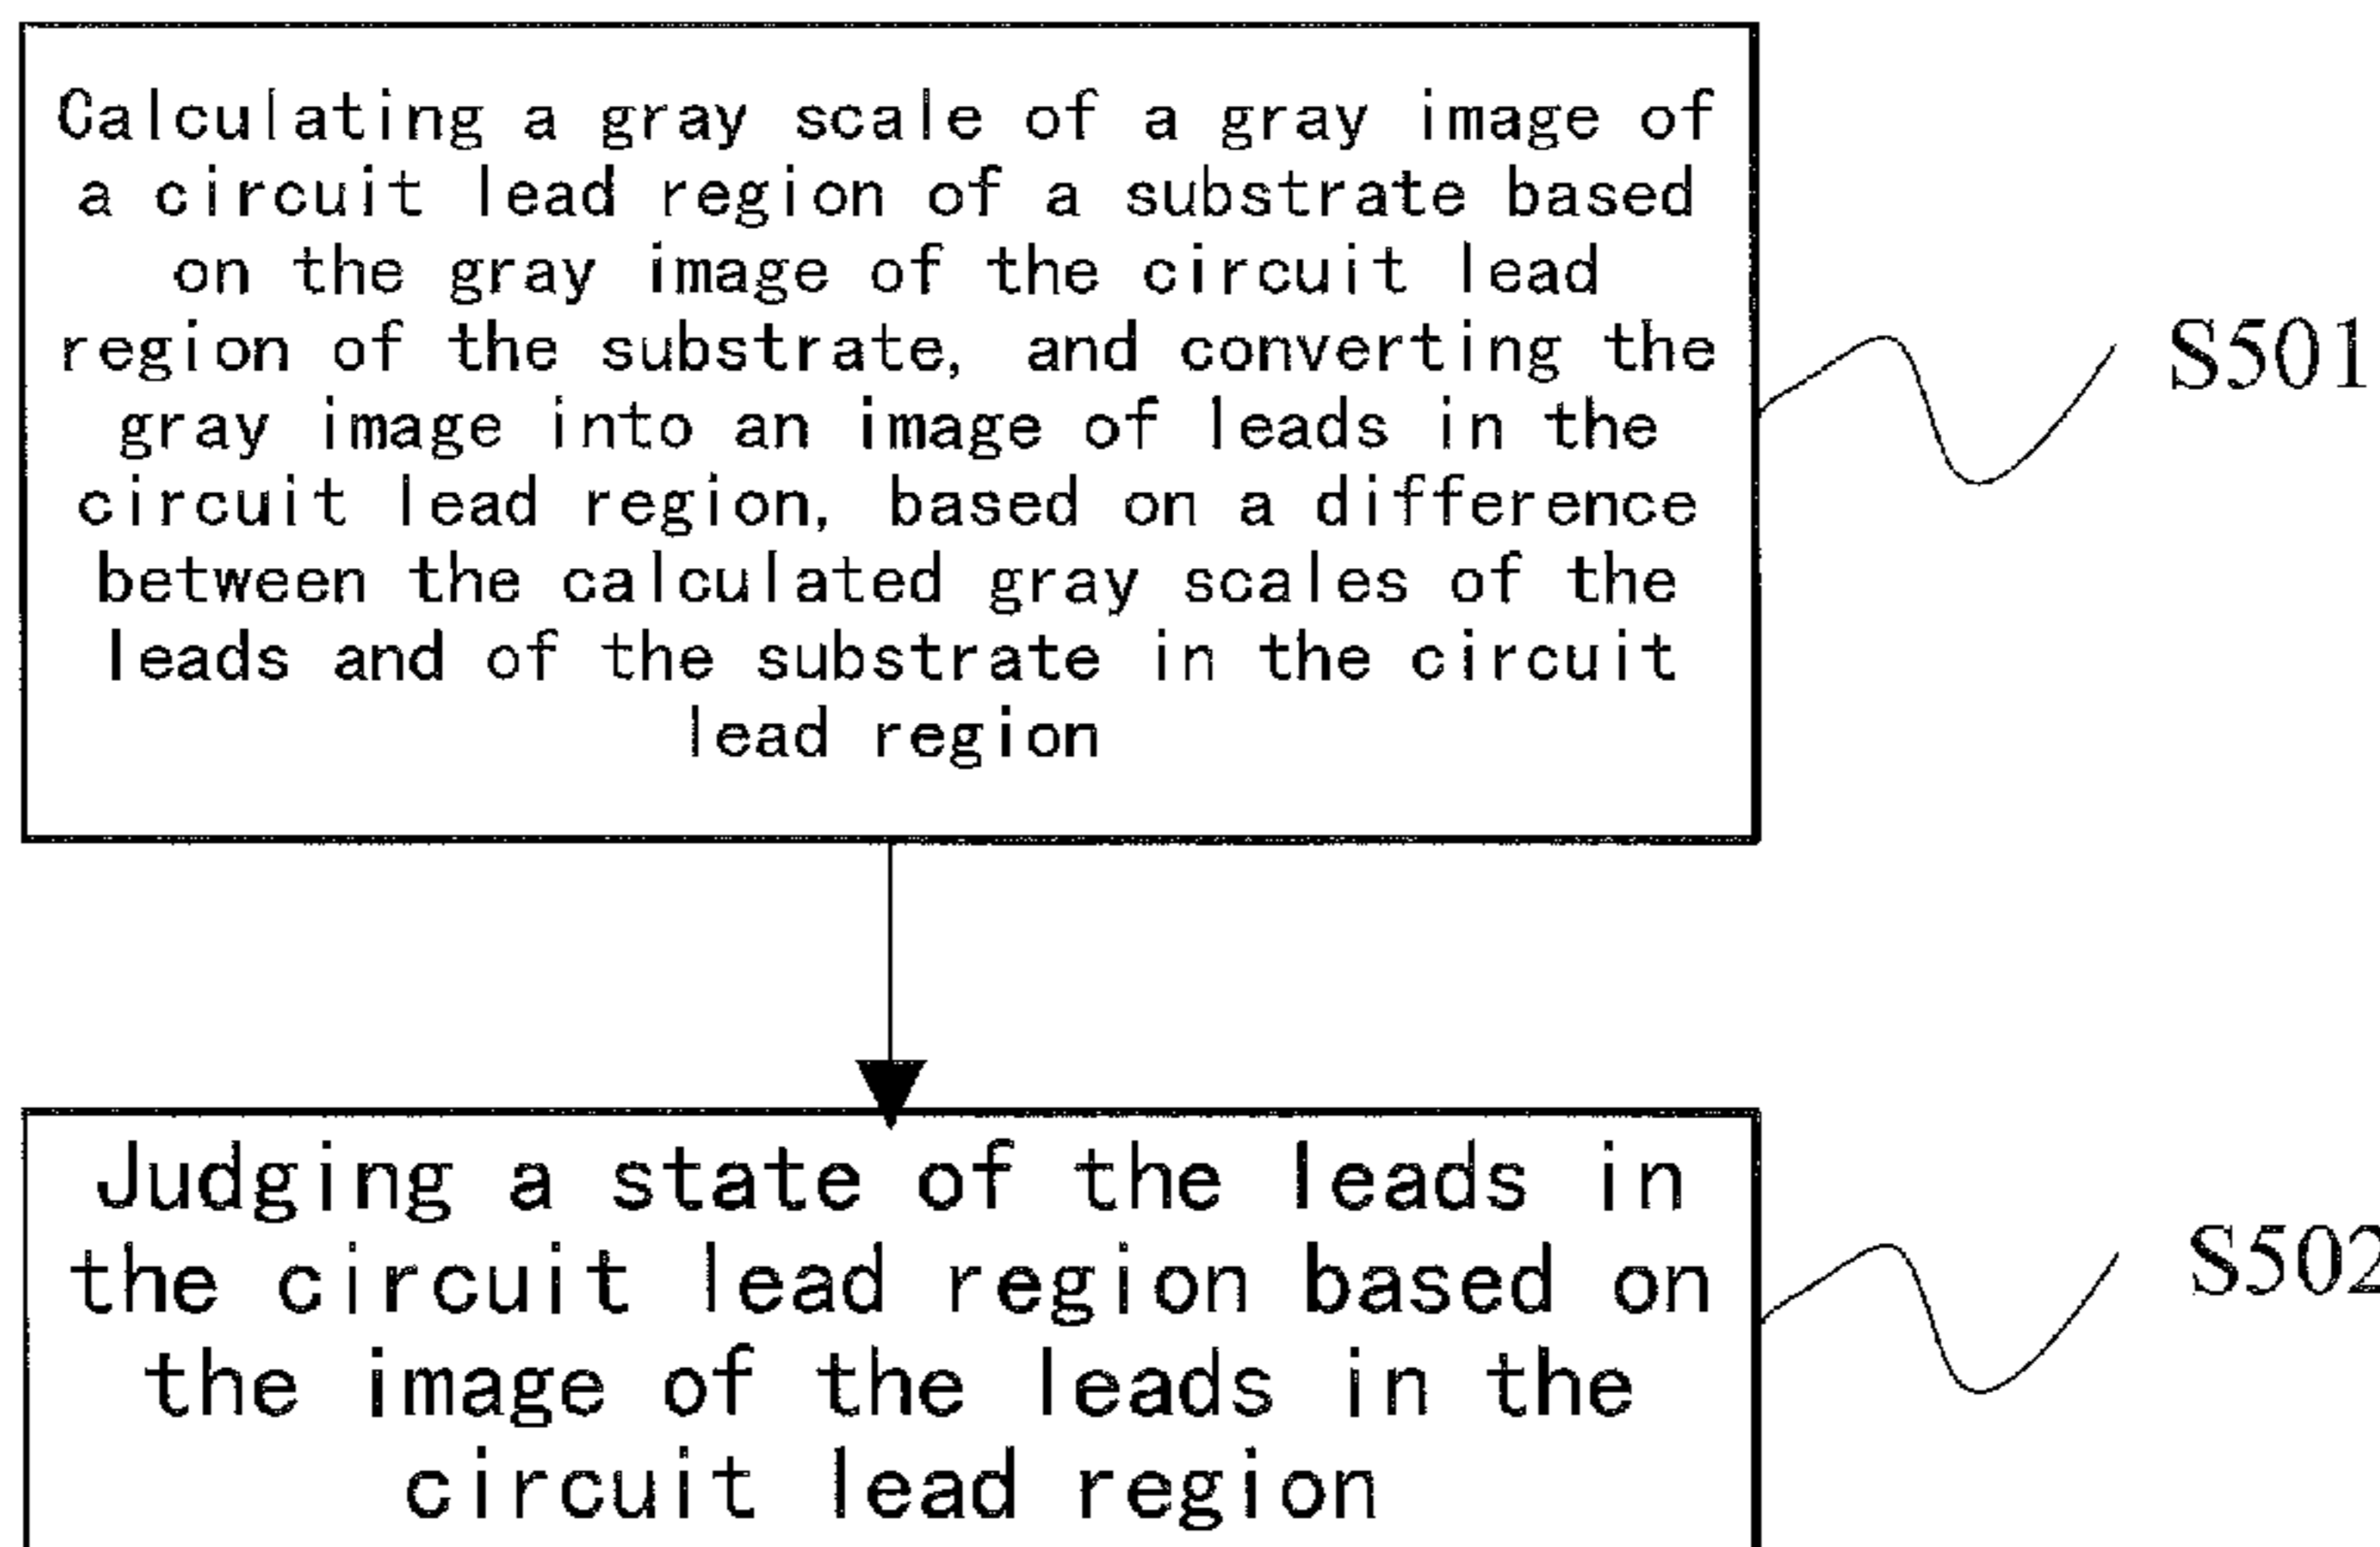 Calculating a gray scale of a gray image of
a circuit lead region of a substrate based
on the gray image of the circuit lead
region of the substrate, and converting the
gray image into an image of leads in the
circuit lead region, based on a difference
between the calculated gray scales of the
leads and of the substrate in the circuit
lead region
S501
Judging a state of the leads in
the circuit lead region based on
the image of the leads in the
circuit lead region
S502